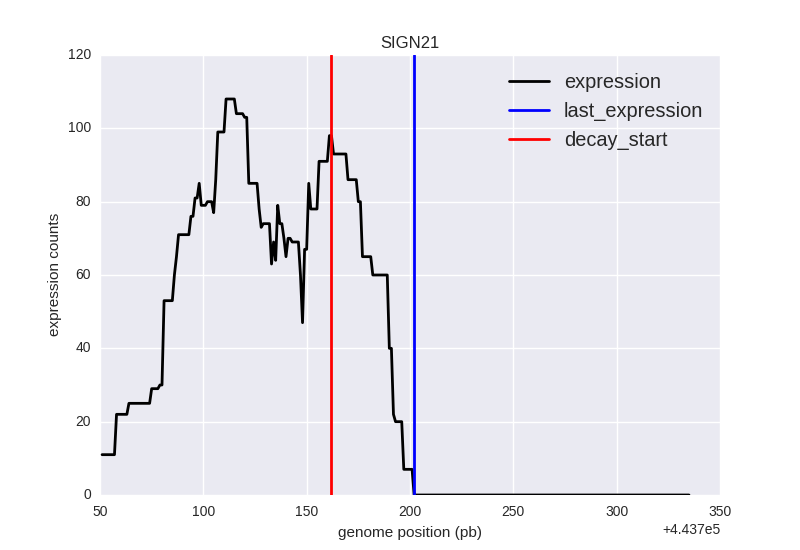 SIGN21
120
100
80
60
40
20
0
expression counts
expression
last_expression
decay_start
50 100 150 200 250 300 350
genome position (pb)
+4.437e5